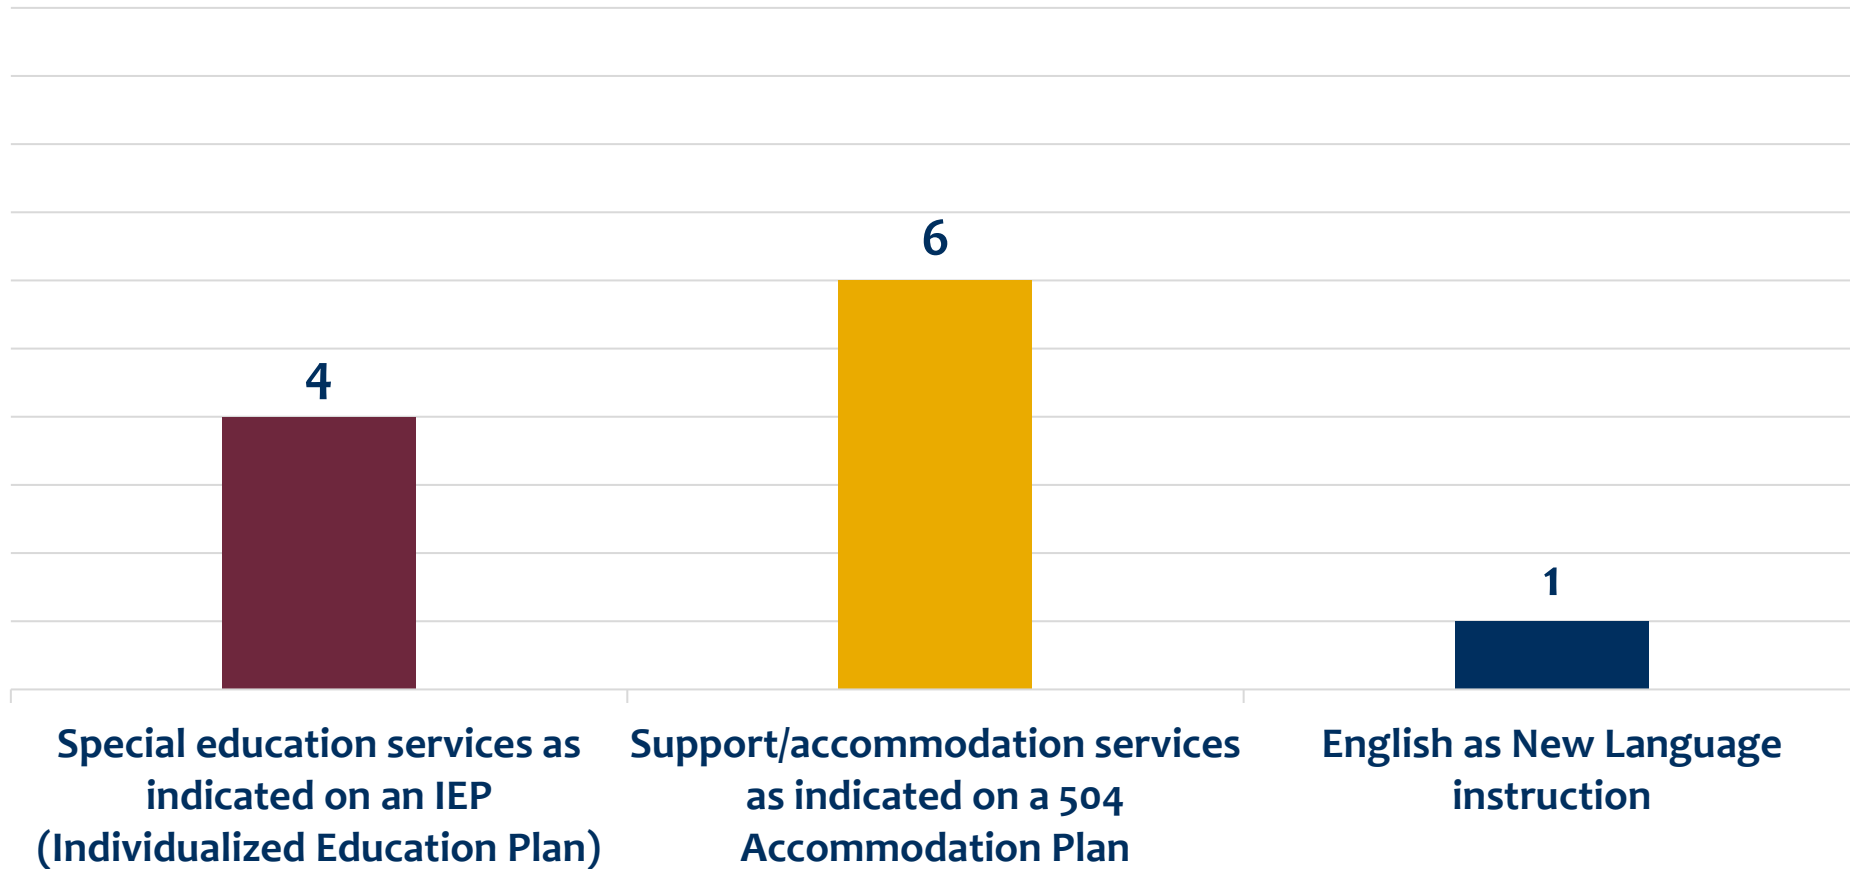 6
4
1
Special education services as
indicated on an IEP
(Individualized Education Plan)
Support/accommodation services
as indicated on a 504
Accommodation Plan
English as New Language
instruction